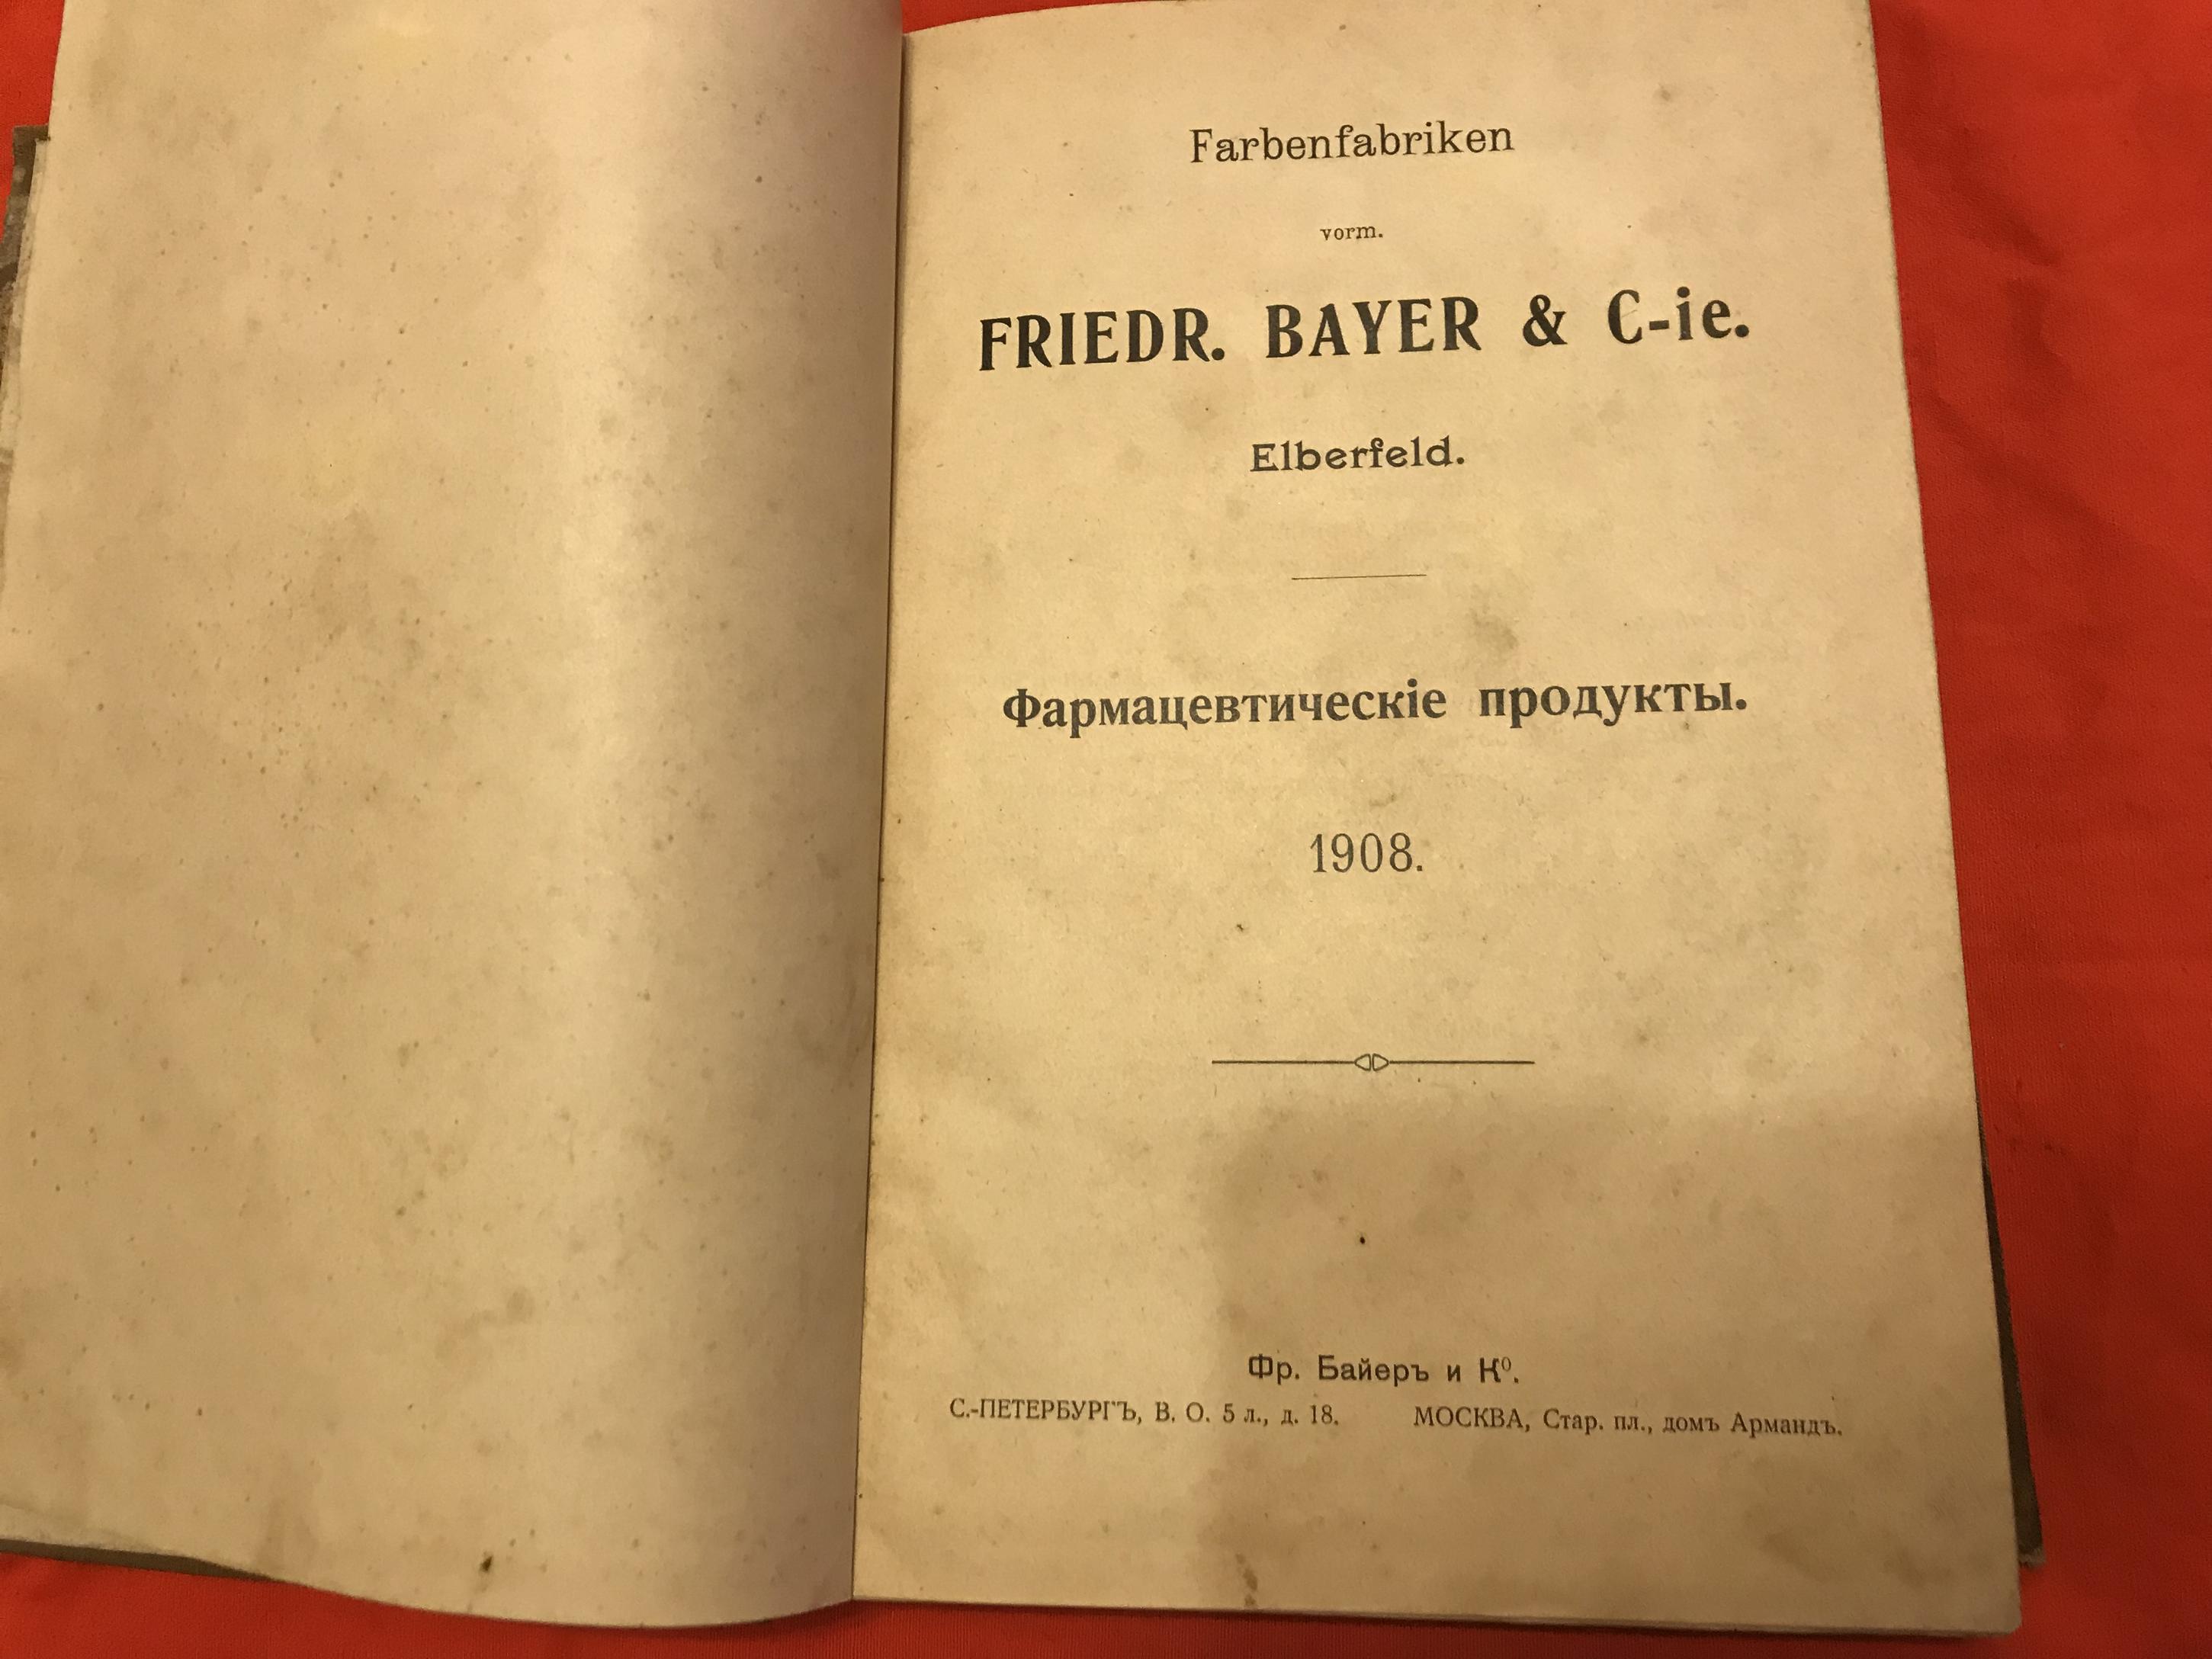 Farbenfabriken
vorm.
FRIEDR. BAYER & C-ie.
Elberfeld.
Фармацевтическіе продукты.
1908.
Фр. Байеръ и К⁰.
С.-ПЕТЕРБУРГЪ, В. О. 5 л., д. 18. МОСКВА, Стар. пл., домъ Армандъ.